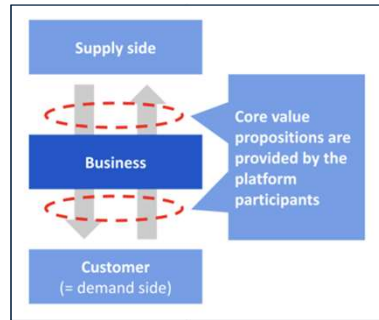 Supply side
Business
Core value
propositions are
provided by the
platform
participants
Customer
(= demand side)